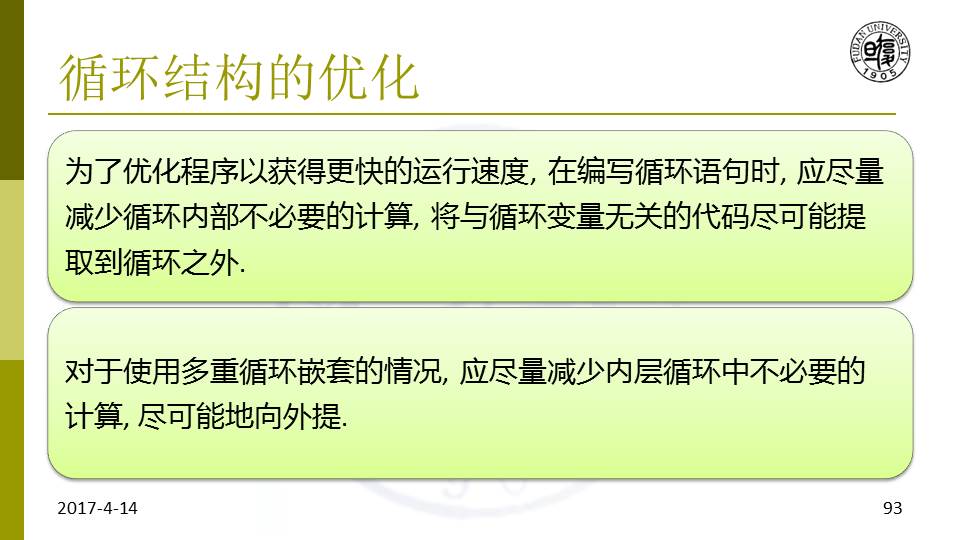 循环结构的优化
FUDAN UNIVERSITY
1905
为了优化程序以获得更快的运行速度, 在编写循环语句时, 应尽量
减少循环内部不必要的计算, 将与循环变量无关的代码尽可能提
取到循环之外.
对于使用多重循环嵌套的情况, 应尽量减少内层循环中不必要的
计算, 尽可能地向外提.
2017-4-14
93